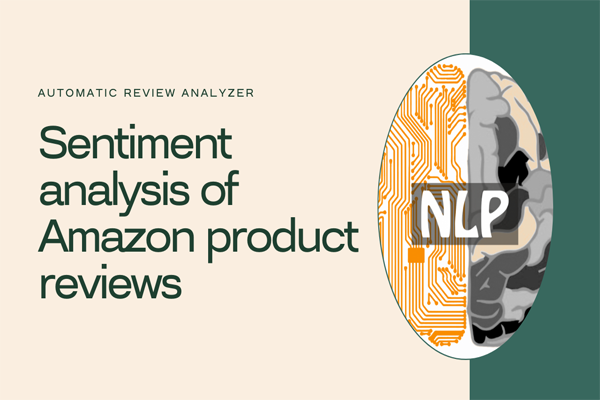 AUTOMATIC REVIEW ANALYZER
Sentiment
analysis of
Amazon product
reviews
NLP